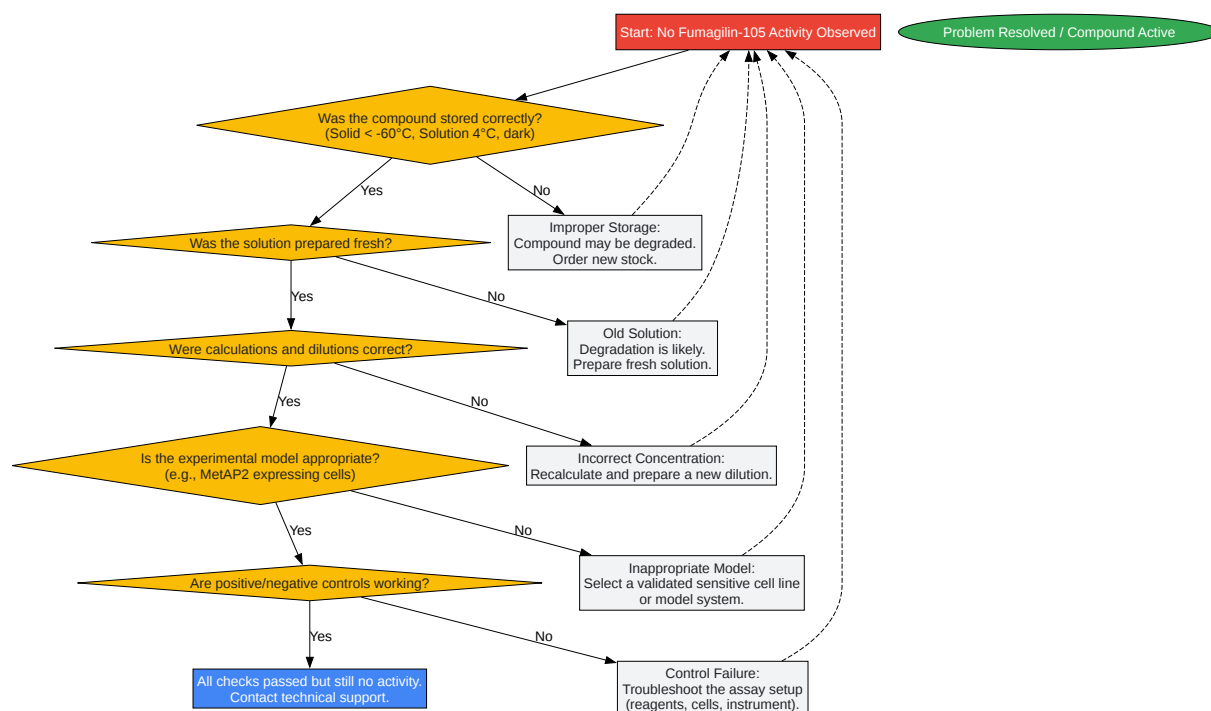 Start: No Fumagilin-105 Activity Observed
Problem Resolved / Compound Active
Was the compound stored correctly?
(Solid < -60°C, Solution 4°C, dark)
Yes
No
Improper Storage:
Compound may be degraded.
Order new stock.
Was the solution prepared fresh?
Yes
No
Old Solution:
Degradation is likely.
Prepare fresh solution.
Were calculations and dilutions correct?
Yes
No
Incorrect Concentration:
Recalculate and prepare a new dilution.
Is the experimental model appropriate?
(e.g., MetAP2 expressing cells)
Yes
No
Inappropriate Model:
Select a validated sensitive cell line
or model system.
Are positive/negative controls working?
Yes
No
Control Failure:
Troubleshoot the assay setup
(reagents, cells, instrument).
All checks passed but still no activity.
Contact technical support.